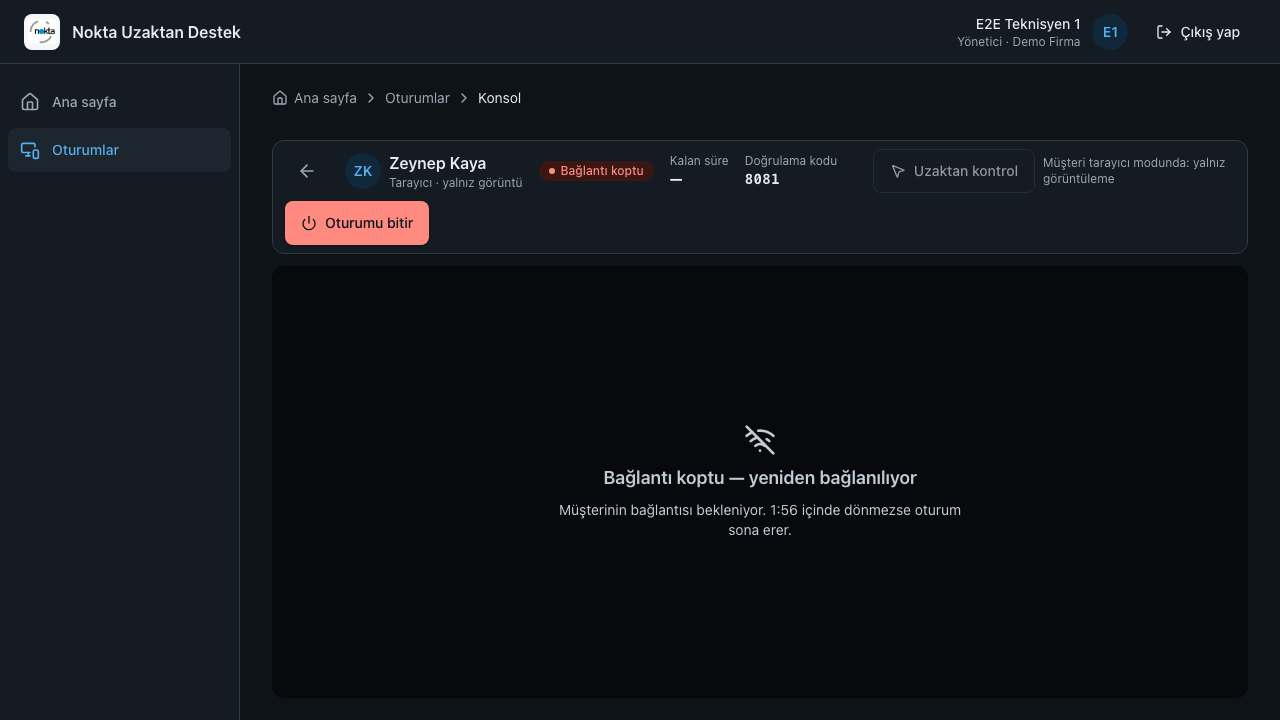 nokta
Nokta Uzaktan Destek
E2E Teknisyen 1
Yönetici · Demo Firma
E1
Çıkış yap
Ana sayfa
Oturumlar
Ana sayfa
Oturumlar
Konsol
ZK
Zeynep Kaya
Tarayıcı · yalnız görüntü
Bağlantı koptu
Kalan süre
—
Doğrulama kodu
8081
Uzaktan kontrol
Müşteri tarayıcı modunda: yalnız
görüntüleme
Oturumu bitir
Bağlantı koptu — yeniden bağlanılıyor
Müşterinin bağlantısı bekleniyor. 1:56 içinde dönmezse oturum
sona erer.